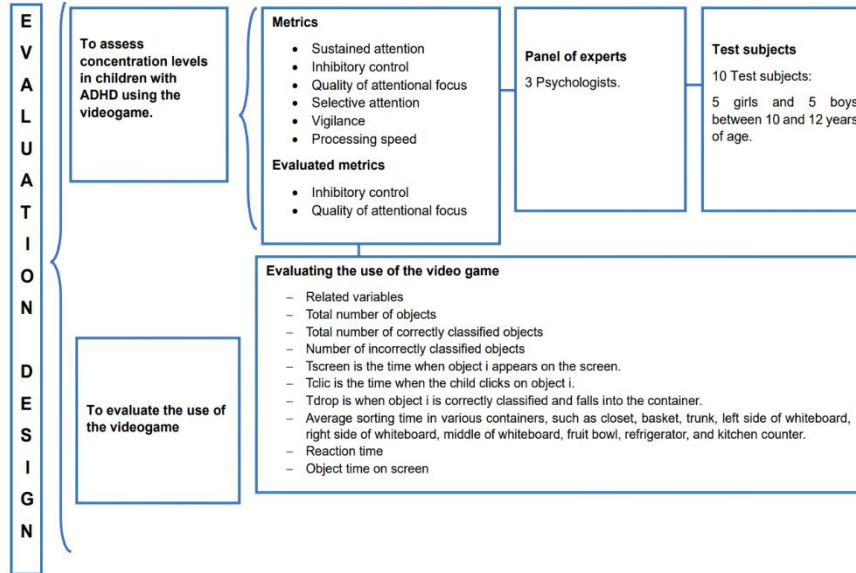 EVALUATION DESIGN
To assess
concentration levels
in children with
ADHD using the
videogame.
Metrics
• Sustained attention
• Inhibitory control
• Quality of attentional focus
• Selective attention
• Vigilance
• Processing speed
Evaluated metrics
• Inhibitory control
• Quality of attentional focus
Panel of experts
3 Psychologists.
Test subjects
10 Test subjects:
5 girls and 5 boys
between 10 and 12 years
of age.
To evaluate the use of
the videogame
Evaluating the use of the video game
– Related variables
– Total number of objects
– Total number of correctly classified objects
– Number of incorrectly classified objects
– Tscreen is the time when object i appears on the screen.
– Tclic is the time when the child clicks on object i.
– Tdrop is when object i is correctly classified and falls into the container.
– Average sorting time in various containers, such as closet, basket, trunk, left side of whiteboard,
right side of whiteboard, middle of whiteboard, fruit bowl, refrigerator, and kitchen counter.
– Reaction time
– Object time on screen